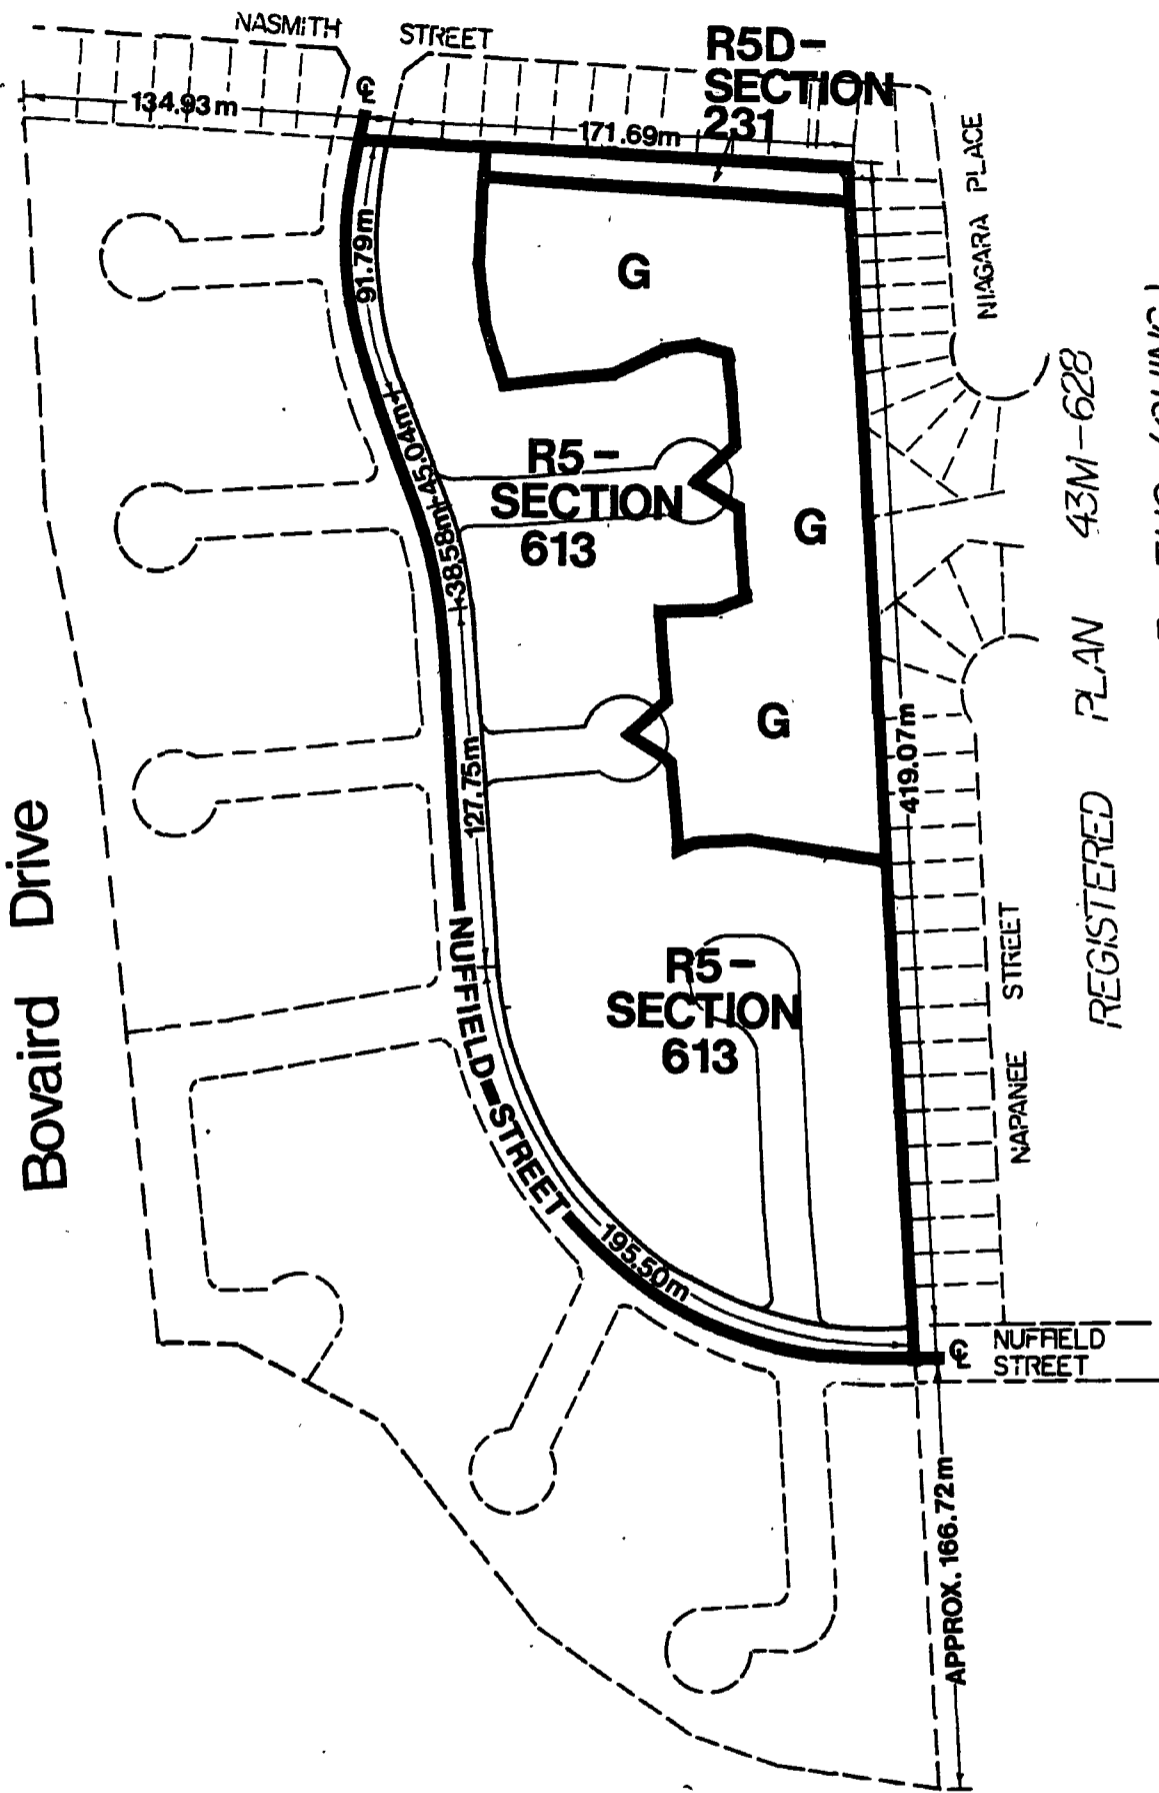 NASMITH STREET
R5D-
SECTION
231
℄
134.93 m
171.69m
NIAGARA PLACE
91.79m
G
45.04m
38.58m
R5-
SECTION
613
G
REGISTERED PLAN 43M-628
G
127.75m
419.07m
Bovaird Drive
NUFFIELD STREET
R5-
SECTION
613
NAPANEE STREET
195.50m
℄
NUFFIELD
STREET
APPROX. 166.72m